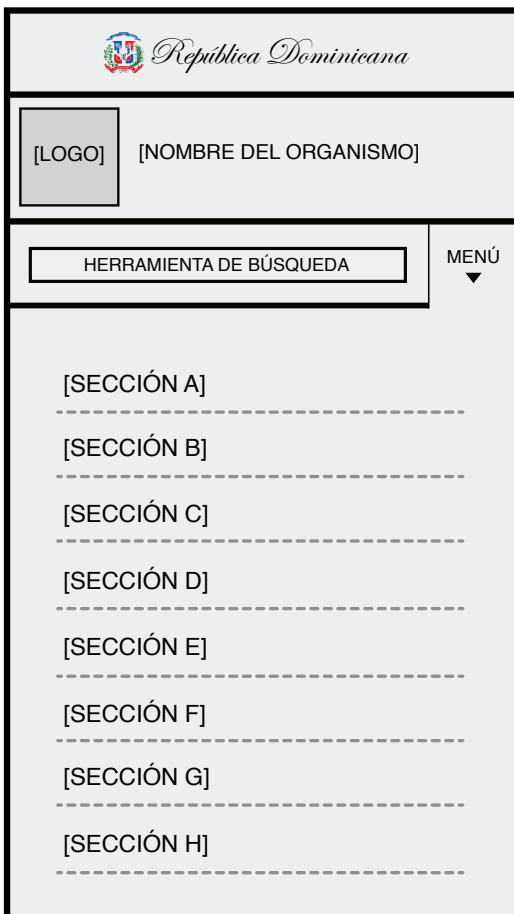 República Dominicana
[LOGO]
[NOMBRE DEL ORGANISMO]
HERRAMIENTA DE BÚSQUEDA
MENÚ
[SECCIÓN A]
[SECCIÓN B]
[SECCIÓN C]
[SECCIÓN D]
[SECCIÓN E]
[SECCIÓN F]
[SECCIÓN G]
[SECCIÓN H]